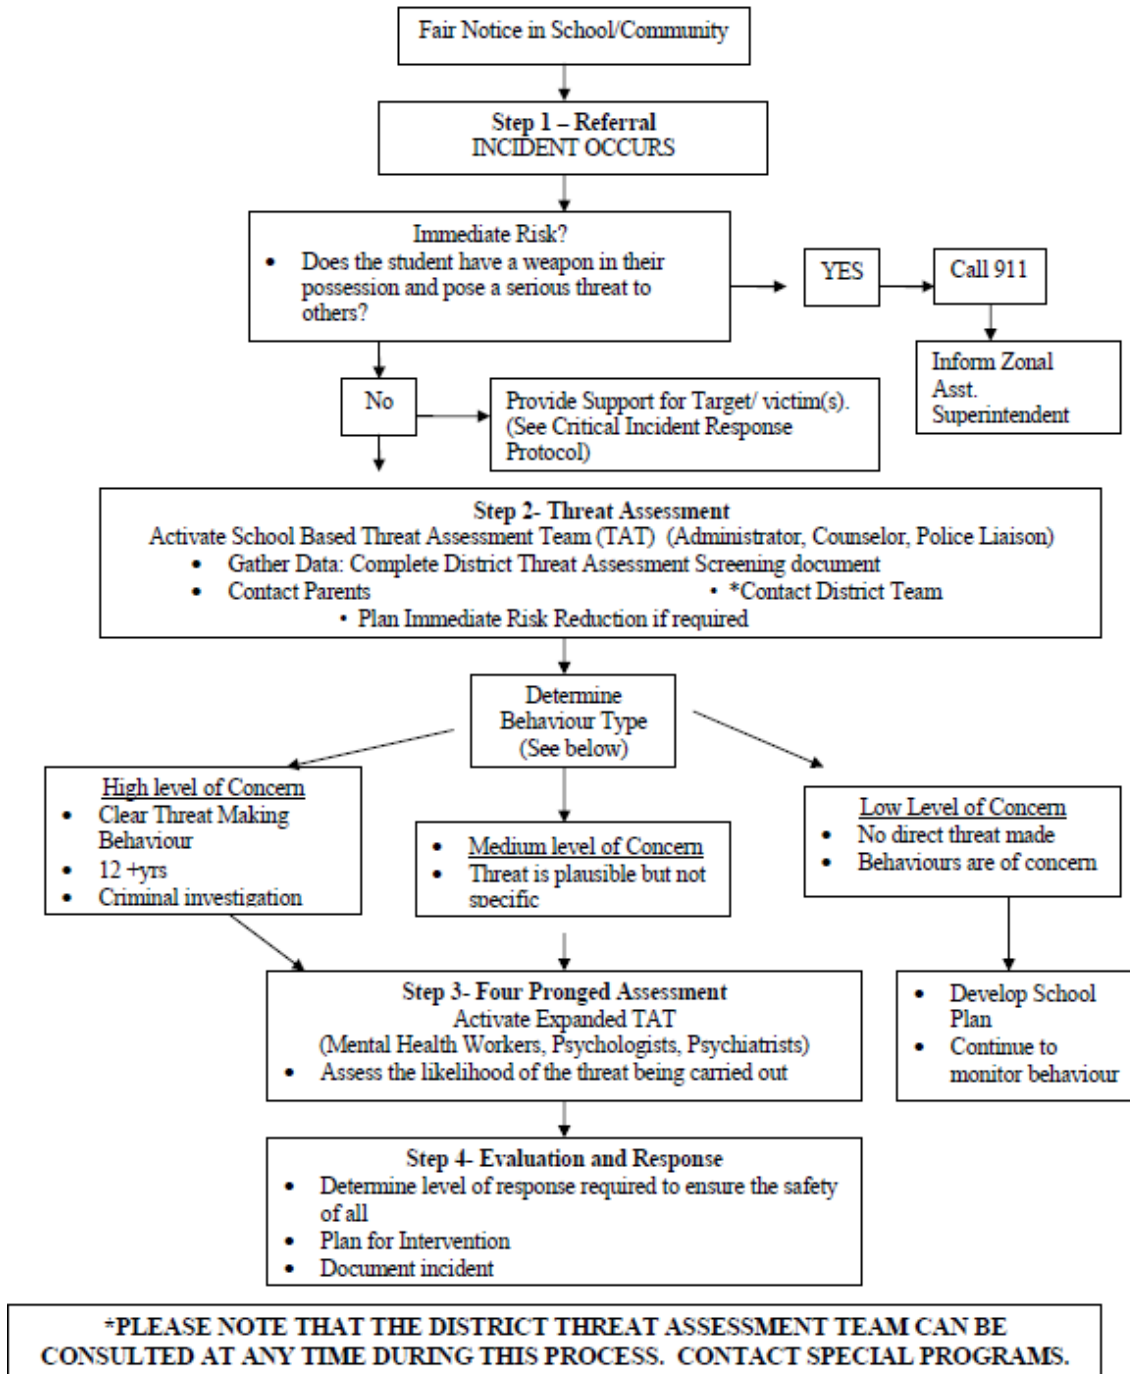 Fair Notice in School/Community
Step 1 – Referral
INCIDENT OCCURS
Immediate Risk?
• Does the student have a weapon in their
possession and pose a serious threat to
others?
YES
Call 911
Inform Zonal
Asst.
Superintendent
No
Provide Support for Target/ victim(s).
(See Critical Incident Response
Protocol)
Step 2- Threat Assessment
Activate School Based Threat Assessment Team (TAT) (Administrator, Counselor, Police Liaison)
• Gather Data: Complete District Threat Assessment Screening document
• Contact Parents • *Contact District Team
• Plan Immediate Risk Reduction if required
Determine
Behaviour Type
(See below)
High level of Concern
• Clear Threat Making
Behaviour
• 12 +yrs
• Criminal investigation
• Medium level of Concern
• Threat is plausible but not
specific
Low Level of Concern
• No direct threat made
• Behaviours are of concern
Step 3- Four Pronged Assessment
Activate Expanded TAT
(Mental Health Workers, Psychologists, Psychiatrists)
• Assess the likelihood of the threat being carried out
• Develop School
Plan
• Continue to
monitor behaviour
Step 4- Evaluation and Response
• Determine level of response required to ensure the safety
of all
• Plan for Intervention
• Document incident
*PLEASE NOTE THAT THE DISTRICT THREAT ASSESSMENT TEAM CAN BE
CONSULTED AT ANY TIME DURING THIS PROCESS. CONTACT SPECIAL PROGRAMS.